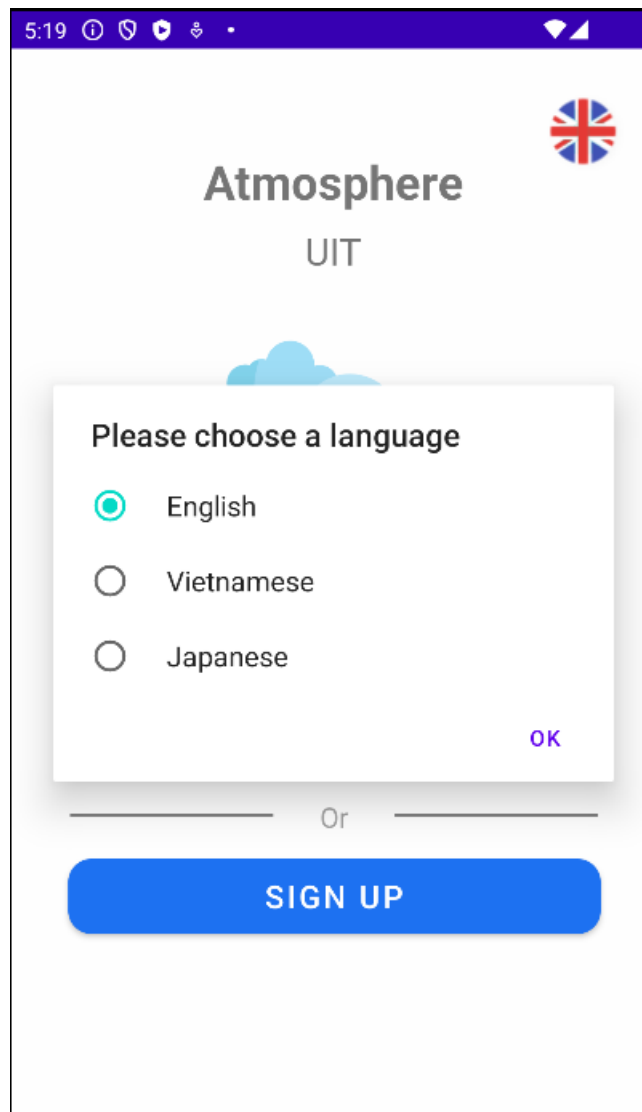 5:19
Atmosphere
UIT
Please choose a language
English
Vietnamese
Japanese
OK
Or
SIGN UP